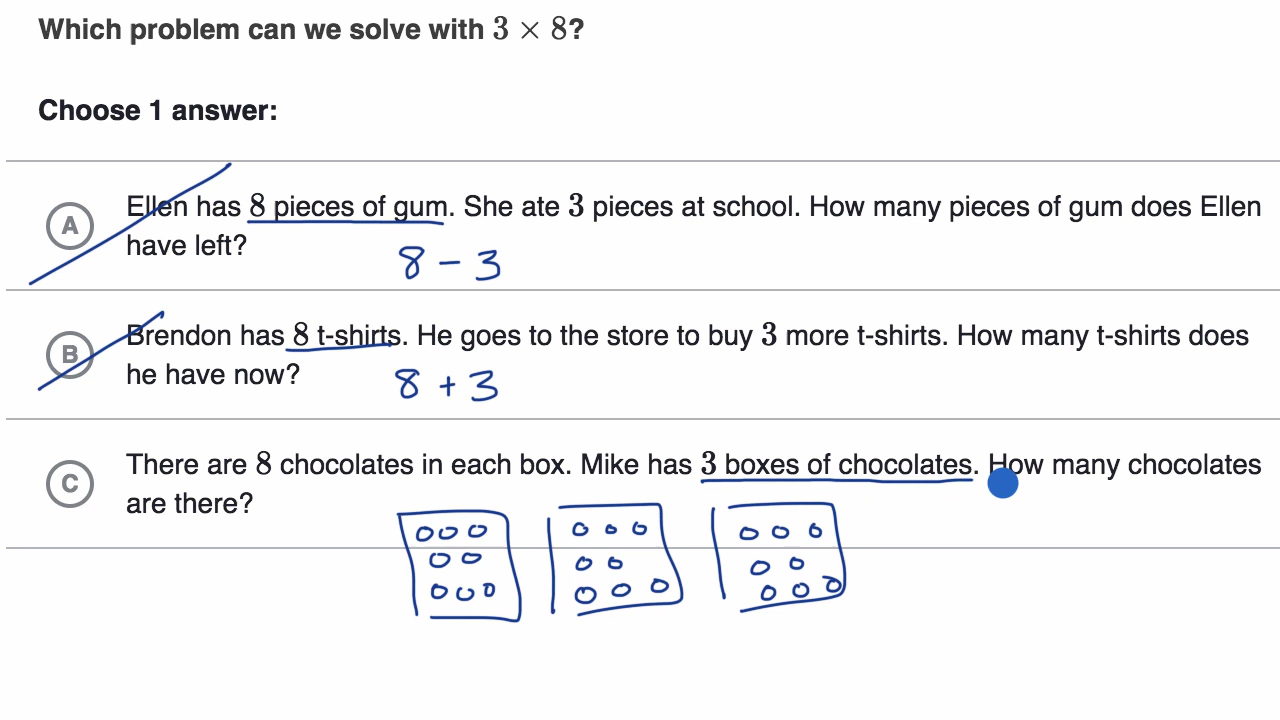 Which problem can we solve with 3 × 8?
Choose 1 answer:
A Ellen has 8 pieces of gum. She ate 3 pieces at school. How many pieces of gum does Ellen
have left?
8 - 3
B Brendon has 8 t-shirts. He goes to the store to buy 3 more t-shirts. How many t-shirts does
he have now?
8 + 3
C There are 8 chocolates in each box. Mike has 3 boxes of chocolates. How many chocolates
are there?